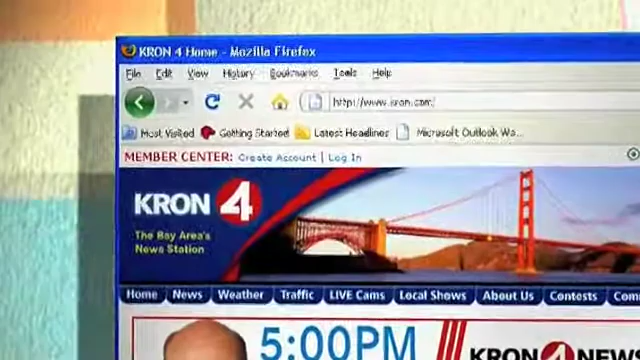 KRON 4 Home - Mozilla Firefox
File Edit View History Bookmarks Tools Help
http://www.kron.com/
Most Visited Getting Started Latest Headlines Microsoft Outlook Wa...
MEMBER CENTER: Create Account | Log In
KRON 4
The Bay Area's
News Station
Home News Weather Traffic LIVE Cams Local Shows About Us Contests Com
5:00PM
KRON 4 NEWS